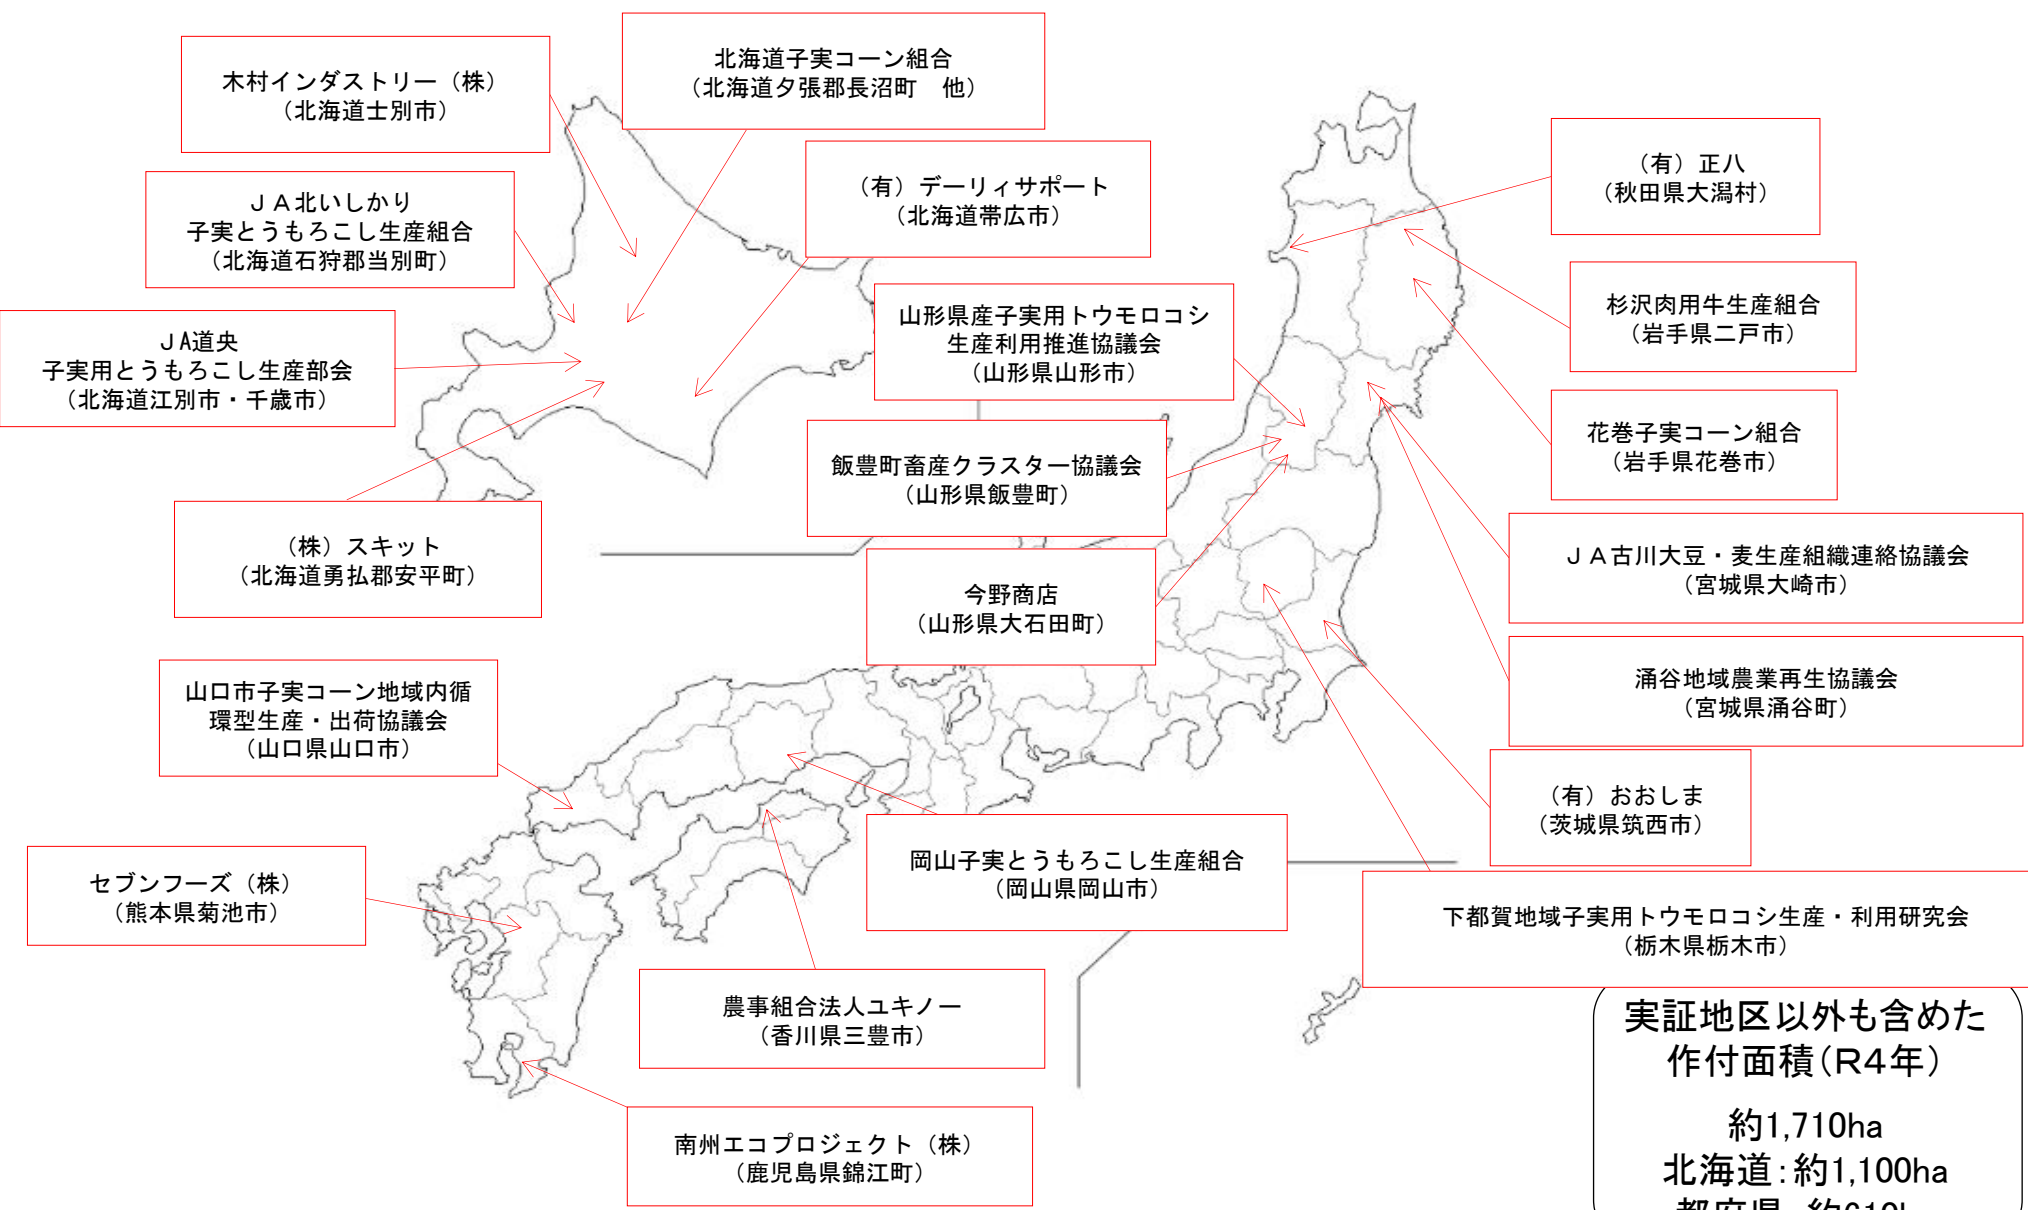 木村インダストリー（株）
（北海道士別市）
北海道子実コーン組合
（北海道夕張郡長沼町　他）
ＪＡ北いしかり
子実とうもろこし生産組合
（北海道石狩郡当別町）
（有）デーリィサポート
（北海道帯広市）
ＪA道央
子実用とうもろこし生産部会
（北海道江別市・千歳市）
（株）スキット
（北海道勇払郡安平町）
山形県産子実用トウモロコシ
生産利用推進協議会
（山形県山形市）
飯豊町畜産クラスター協議会
（山形県飯豊町）
今野商店
（山形県大石田町）
（有）正八
（秋田県大潟村）
杉沢肉用牛生産組合
（岩手県二戸市）
花巻子実コーン組合
（岩手県花巻市）
ＪＡ古川大豆・麦生産組織連絡協議会
（宮城県大崎市）
涌谷地域農業再生協議会
（宮城県涌谷町）
（有）おおしま
（茨城県筑西市）
下都賀地域子実用トウモロコシ生産・利用研究会
（栃木県栃木市）
山口市子実コーン地域内循
環型生産・出荷協議会
（山口県山口市）
岡山子実とうもろこし生産組合
（岡山県岡山市）
セブンフーズ（株）
（熊本県菊池市）
農事組合法人ユキノー
（香川県三豊市）
南州エコプロジェクト（株）
（鹿児島県錦江町）
実証地区以外も含めた
作付面積（Ｒ４年）
約1,710ha
北海道：約1,100ha
都府県：約610ha